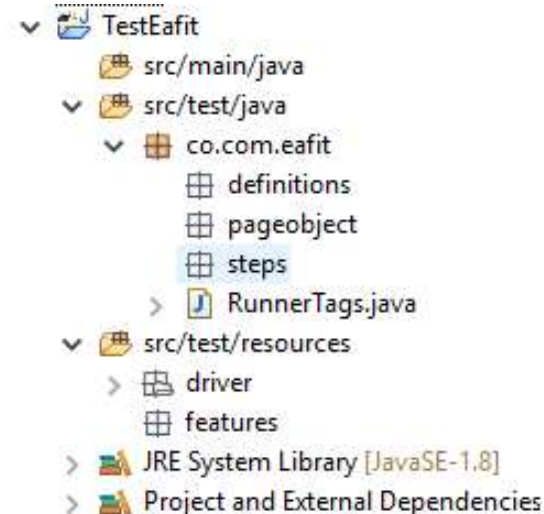 TestEafit
src/main/java
src/test/java
co.com.eafit
definitions
pageobject
steps
RunnerTags.java
src/test/resources
driver
features
JRE System Library [JavaSE-1.8]
Project and External Dependencies